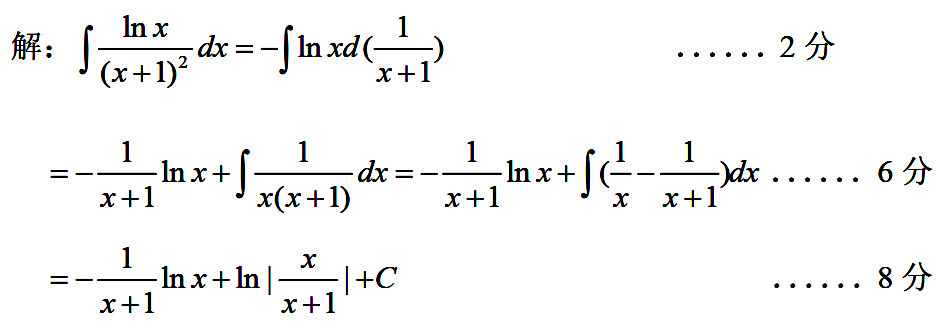 解：∫ ln x/(x+1)² dx = −∫ ln xd(1/(x+1)) ...... 2 分
= −1/(x+1) ln x + ∫ 1/(x(x+1)) dx = −1/(x+1) ln x + ∫ (1/x − 1/(x+1))dx ...... 6 分
= −1/(x+1) ln x + ln |x/(x+1)| +C ...... 8 分